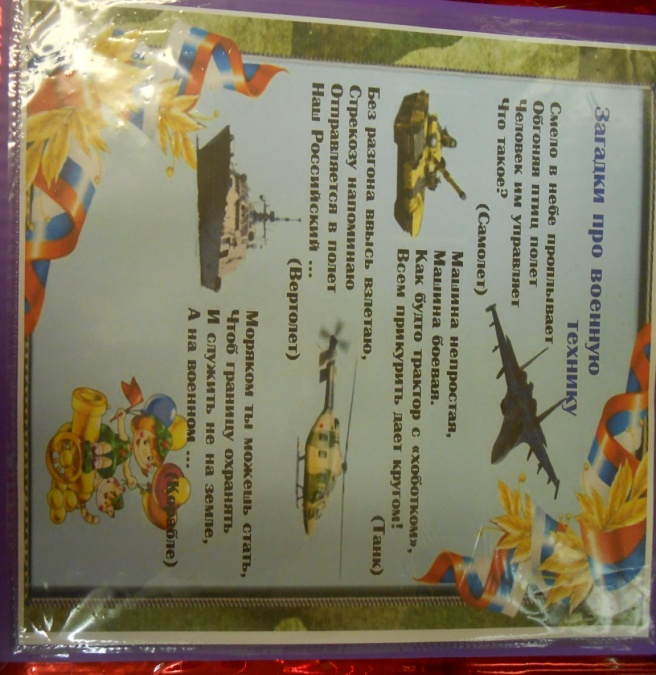 Загадки про военную
технику
Смело в небе проплывает
Обгоняя птиц полет
Человек им управляет
Что такое?
(Самолет)
Машина непростая,
Машина боевая.
Как будто трактор с «хоботком»,
Всем прикурить дает кругом!
(Танк)
Без разгона ввысь взлетаю,
Стрекозу напоминаю
Отправляется в полет
Наш Российский ...
(Вертолет)
Моряком ты можешь стать,
Чтоб границу охранять
И служить не на земле,
А на военном ...
(Корабле)